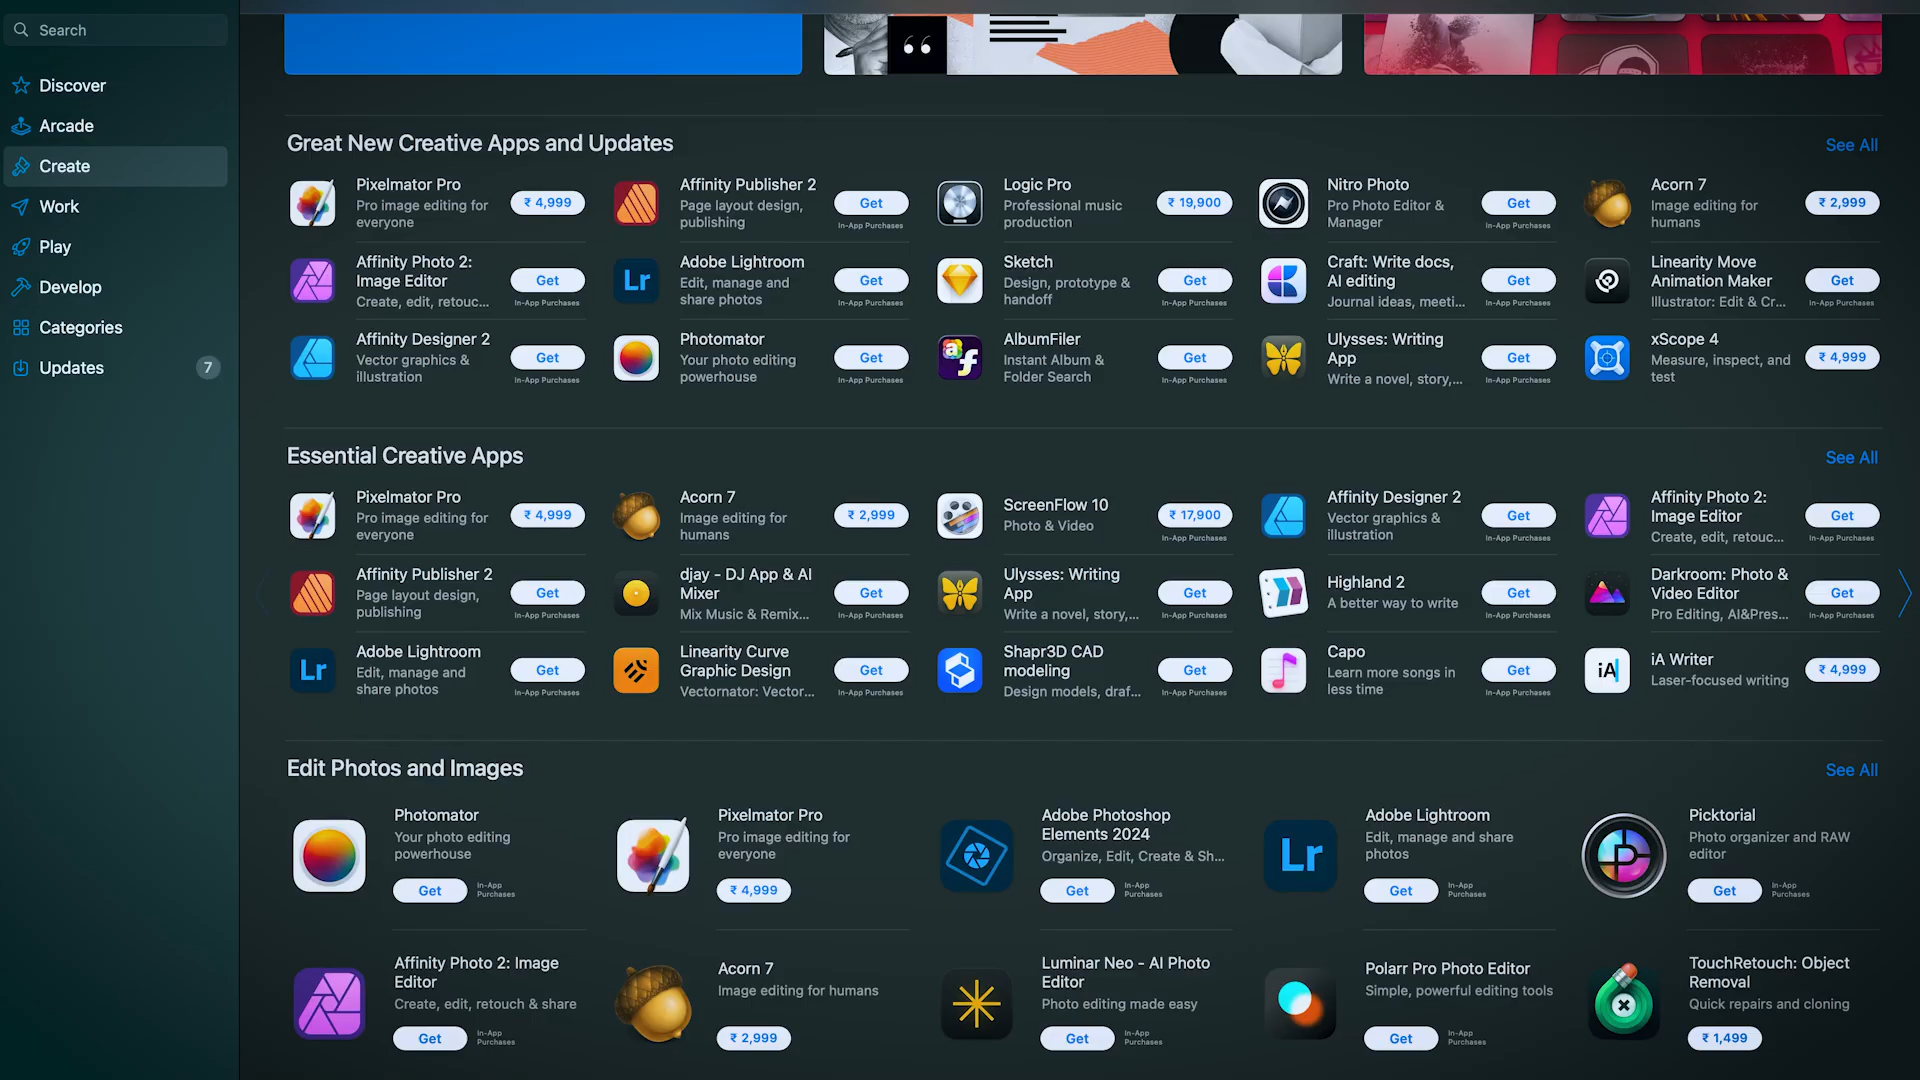 Search
Discover
Arcade
Create
Work
Play
Develop
Categories
Updates
7
Great New Creative Apps and Updates
See All
Pixelmator Pro
Pro image editing for
everyone
₹ 4,999
Affinity Publisher 2
Page layout design,
publishing
Get
In-App Purchases
Logic Pro
Professional music
production
₹ 19,900
Nitro Photo
Pro Photo Editor &
Manager
Get
In-App Purchases
Acorn 7
Image editing for
humans
₹ 2,999
Affinity Photo 2:
Image Editor
Create, edit, retouc...
Get
In-App Purchases
Lr
Adobe Lightroom
Edit, manage and
share photos
Get
In-App Purchases
Sketch
Design, prototype &
handoff
Get
In-App Purchases
Craft: Write docs,
AI editing
Journal ideas, meeti...
Get
In-App Purchases
Linearity Move
Animation Maker
Illustrator: Edit & Cr...
Get
In-App Purchases
Affinity Designer 2
Vector graphics &
illustration
Get
In-App Purchases
Photomator
Your photo editing
powerhouse
Get
In-App Purchases
a
f
AlbumFiler
Instant Album &
Folder Search
Get
In-App Purchases
Ulysses: Writing
App
Write a novel, story,...
Get
In-App Purchases
xScope 4
Measure, inspect, and
test
₹ 4,999
Essential Creative Apps
See All
Pixelmator Pro
Pro image editing for
everyone
₹ 4,999
Acorn 7
Image editing for
humans
₹ 2,999
ScreenFlow 10
Photo & Video
₹ 17,900
In-App Purchases
Affinity Designer 2
Vector graphics &
illustration
Get
In-App Purchases
Affinity Photo 2:
Image Editor
Create, edit, retouc...
Get
In-App Purchases
Affinity Publisher 2
Page layout design,
publishing
Get
In-App Purchases
djay - DJ App & AI
Mixer
Mix Music & Remix...
Get
In-App Purchases
Ulysses: Writing
App
Write a novel, story,...
Get
In-App Purchases
Highland 2
A better way to write
Get
In-App Purchases
Darkroom: Photo &
Video Editor
Pro Editing, AI&Pres...
Get
In-App Purchases
Lr
Adobe Lightroom
Edit, manage and
share photos
Get
In-App Purchases
Linearity Curve
Graphic Design
Vectornator: Vector...
Get
In-App Purchases
Shapr3D CAD
modeling
Design models, draf...
Get
In-App Purchases
Capo
Learn more songs in
less time
Get
In-App Purchases
iA
iA Writer
Laser-focused writing
₹ 4,999
Edit Photos and Images
See All
Photomator
Your photo editing
powerhouse
Get
In-App
Purchases
Pixelmator Pro
Pro image editing for
everyone
₹ 4,999
Adobe Photoshop
Elements 2024
Organize, Edit, Create & Sh...
Get
In-App
Purchases
Lr
Adobe Lightroom
Edit, manage and share
photos
Get
In-App
Purchases
Picktorial
Photo organizer and RAW
editor
Get
In-App
Purchases
Affinity Photo 2: Image
Editor
Create, edit, retouch & share
Get
In-App
Purchases
Acorn 7
Image editing for humans
₹ 2,999
Luminar Neo - AI Photo
Editor
Photo editing made easy
Get
In-App
Purchases
Polarr Pro Photo Editor
Simple, powerful editing tools
Get
In-App
Purchases
TouchRetouch: Object
Removal
Quick repairs and cloning
₹ 1,499